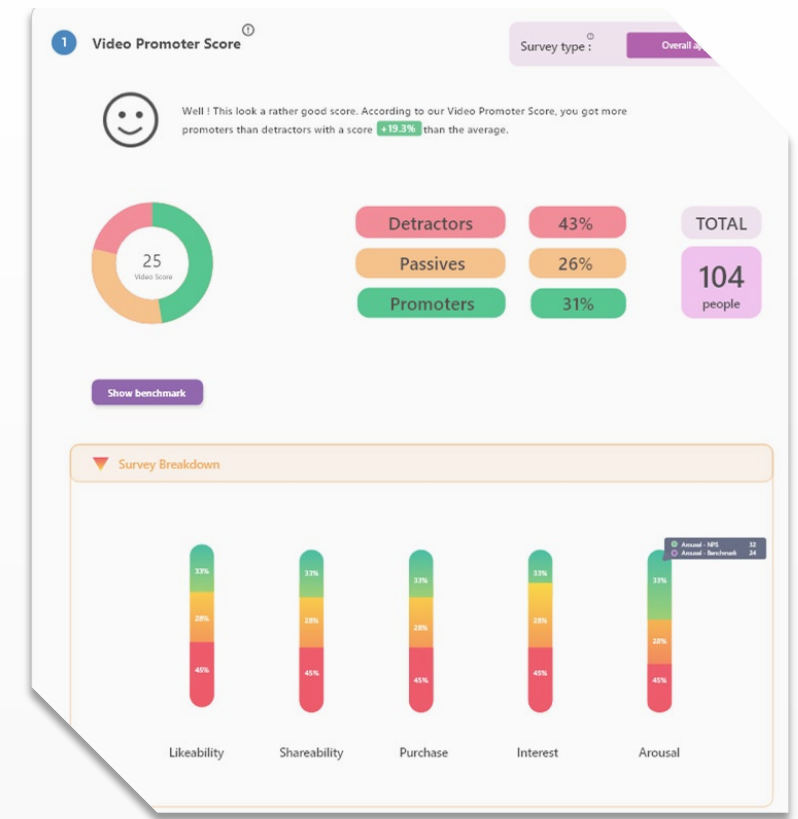 1 Video Promoter Score
Survey type :
Overall
Well ! This look a rather good score. According to our Video Promoter Score, you got more
promoters than detractors with a score +19.3% than the average.
25
Video Score
Detractors 43%
Passives 26%
Promoters 31%
TOTAL
104
people
Show benchmark
Survey Breakdown
Arousal - NPS 32
Arousal - Benchmark 24
33% 33% 33% 33% 33%
28% 28% 28% 28% 28%
45% 45% 45% 45% 45%
Likeability Shareability Purchase Interest Arousal